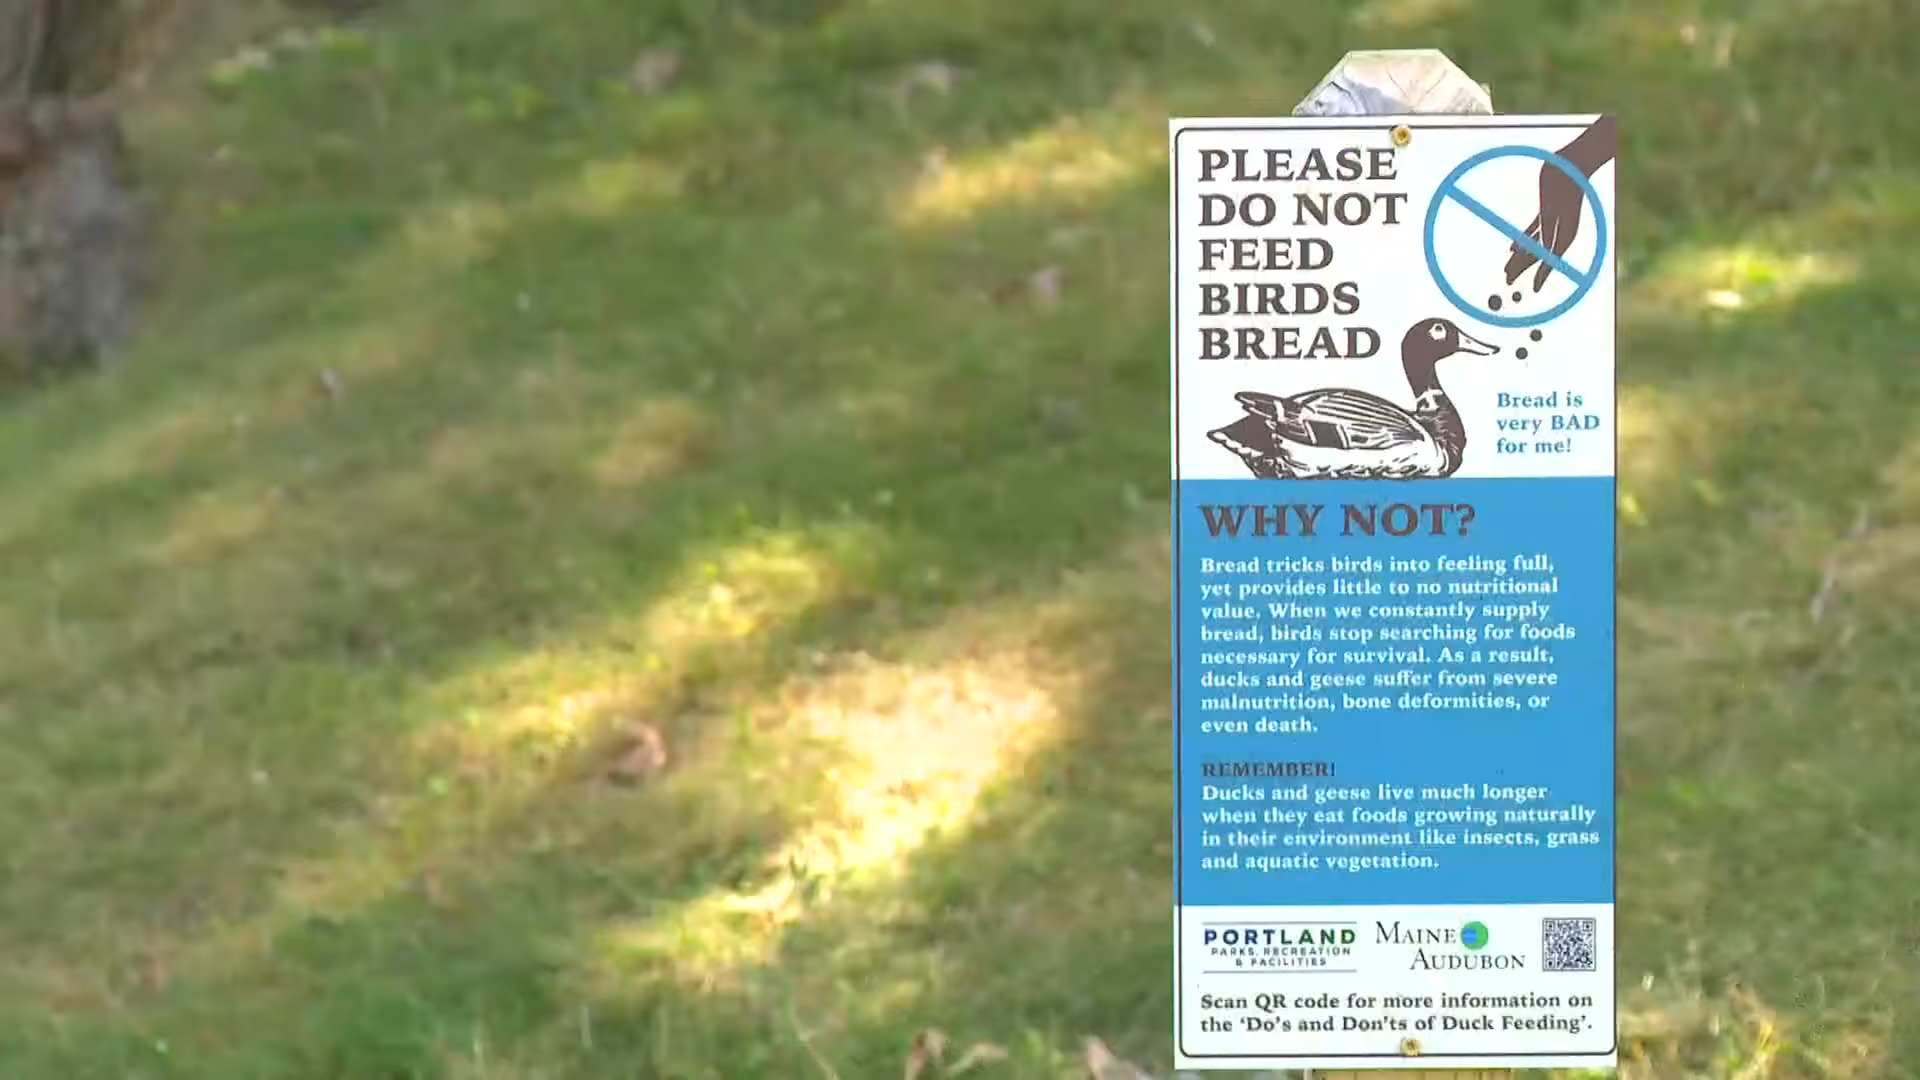 PLEASE
DO NOT
FEED
BIRDS
BREAD
Bread is
very BAD
for me!
WHY NOT?
Bread tricks birds into feeling full,
yet provides little to no nutritional
value. When we constantly supply
bread, birds stop searching for foods
necessary for survival. As a result,
ducks and geese suffer from severe
malnutrition, bone deformities, or
even death.
REMEMBER!
Ducks and geese live much longer
when they eat foods growing naturally
in their environment like insects, grass
and aquatic vegetation.
PORTLAND
PARKS, RECREATION
& FACILITIES
MAINE
AUDUBON
Scan QR code for more information on
the 'Do's and Don'ts of Duck Feeding'.